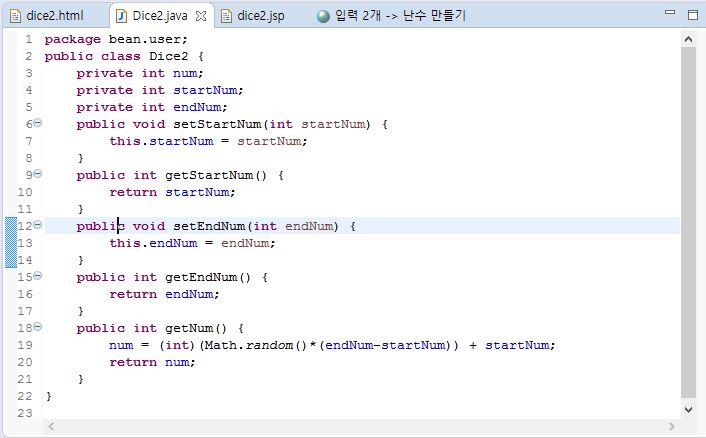 dice2.html Dice2.java dice2.jsp 입력 2개 -> 난수 만들기
1 package bean.user;
2 public class Dice2 {
3     private int num;
4     private int startNum;
5     private int endNum;
6     public void setStartNum(int startNum) {
7         this.startNum = startNum;
8     }
9     public int getStartNum() {
10         return startNum;
11     }
12     public void setEndNum(int endNum) {
13         this.endNum = endNum;
14     }
15     public int getEndNum() {
16         return endNum;
17     }
18     public int getNum() {
19         num = (int)(Math.random()*(endNum-startNum)) + startNum;
20         return num;
21     }
22 }
23